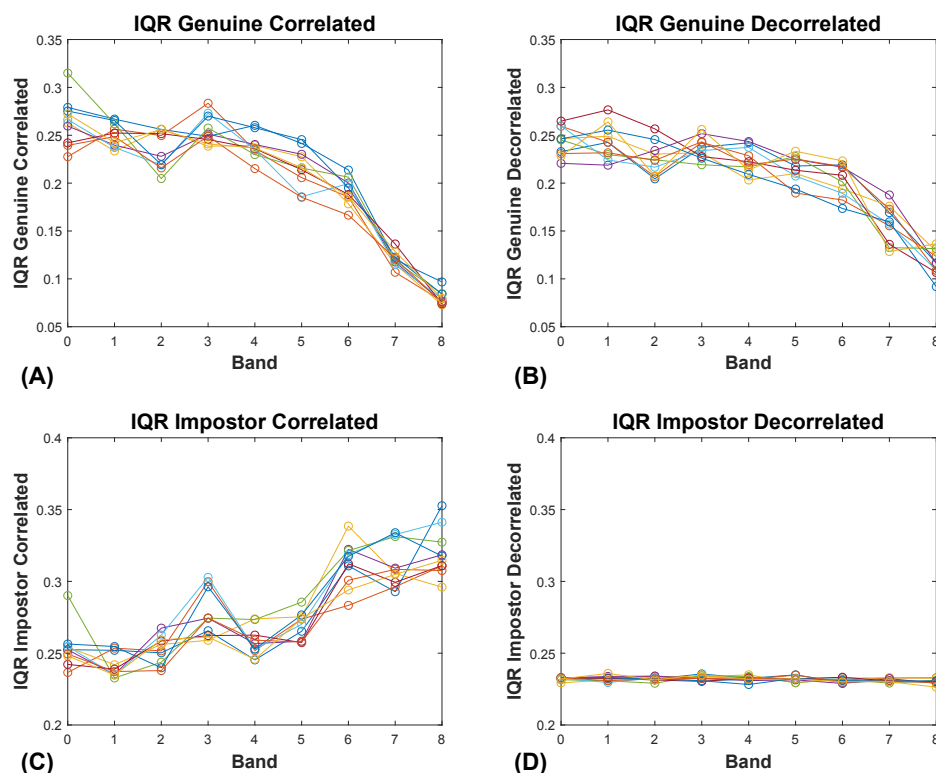 IQR Genuine Correlated
IQR Genuine Correlated
0.35
0.3
0.25
0.2
0.15
0.1
0.05
0 1 2 3 4 5 6 7 8
Band
(A)
IQR Genuine Decorrelated
IQR Genuine Decorrelated
0.35
0.3
0.25
0.2
0.15
0.1
0.05
0 1 2 3 4 5 6 7 8
Band
(B)
IQR Impostor Correlated
IQR Impostor Correlated
0.4
0.35
0.3
0.25
0.2
0 1 2 3 4 5 6 7 8
Band
(C)
IQR Impostor Decorrelated
IQR Impostor Decorrelated
0.4
0.35
0.3
0.25
0.2
0 1 2 3 4 5 6 7 8
Band
(D)